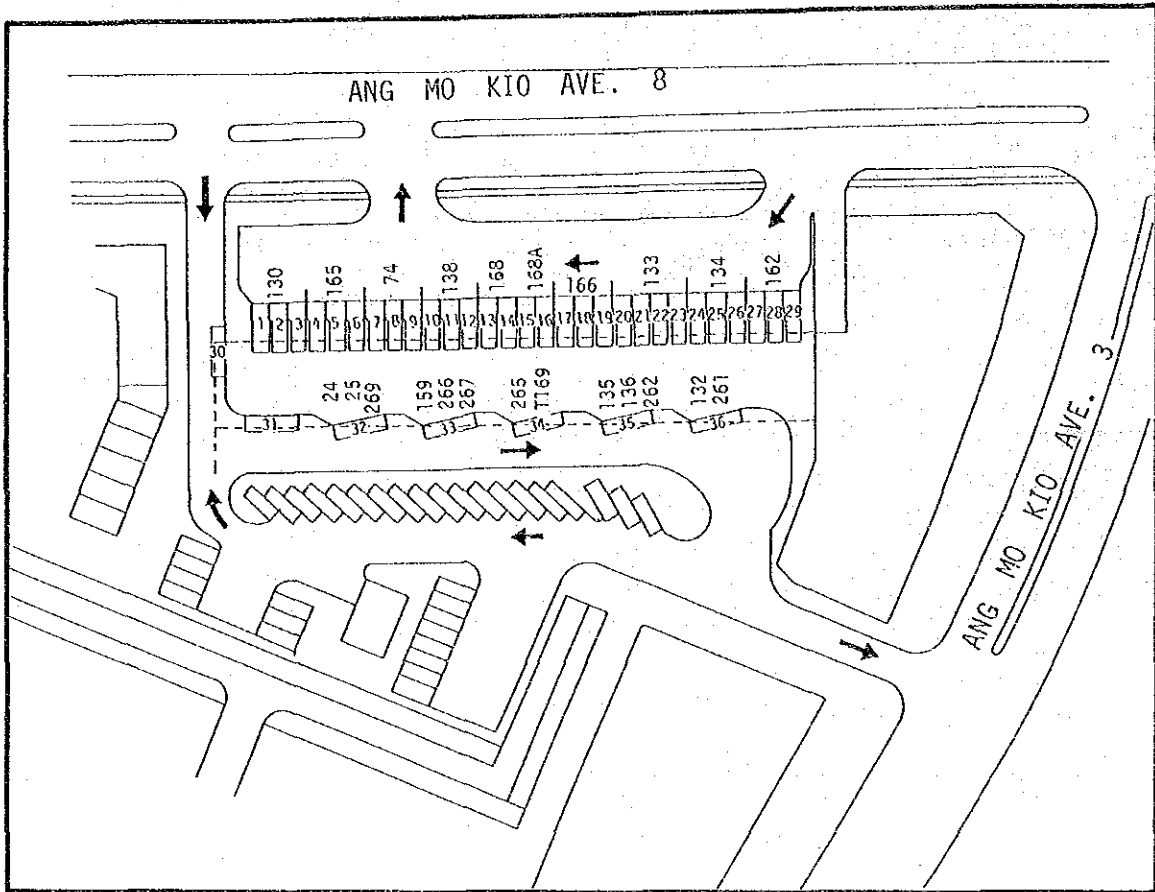 ANG MO KIO AVE. 8
130 165 74 138 168 168A 166 133 134 162
1 2 3 4 5 6 7 8 9 10 11 12 13 14 15 16 17 18 19 20 21 22 23 24 25 26 27 28 29
30
24 25 269
159 266 267
265 T169
135 136 262
132 261
31 32 33 34 35 36
ANG MO KIO AVE. 3